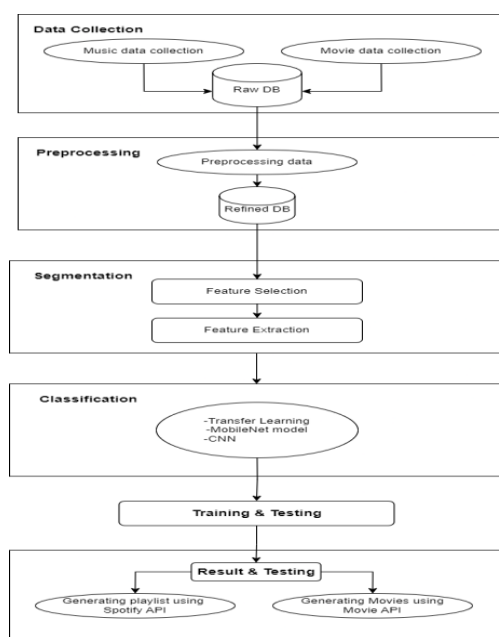 Data Collection
Music data collection
Movie data collection
Raw DB
Preprocessing
Preprocessing data
Refined DB
Segmentation
Feature Selection
Feature Extraction
Classification
-Transfer Learning
-MobileNet model
-CNN
Training & Testing
Result & Testing
Generating playlist using
Spotify API
Generating Movies using
Movie API